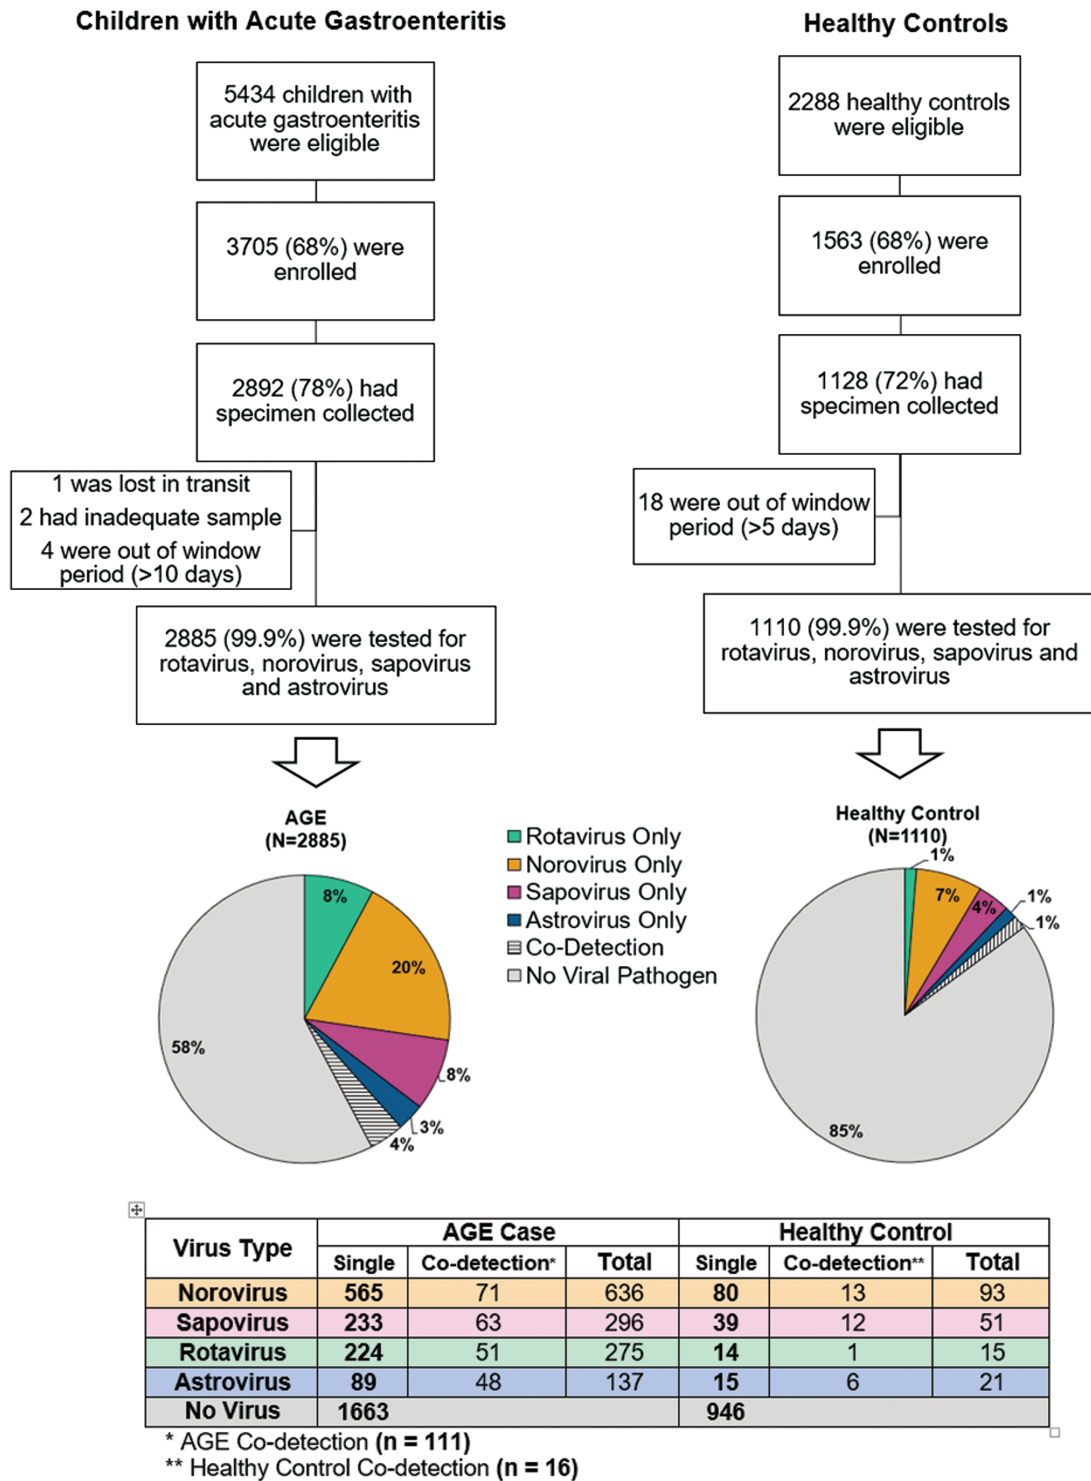 Children with Acute Gastroenteritis
5434 children with
acute gastroenteritis
were eligible
3705 (68%) were
enrolled
2892 (78%) had
specimen collected
1 was lost in transit
2 had inadequate sample
4 were out of window
period (>10 days)
2885 (99.9%) were tested for
rotavirus, norovirus, sapovirus
and astrovirus
Healthy Controls
2288 healthy controls
were eligible
1563 (68%) were
enrolled
1128 (72%) had
specimen collected
18 were out of window
period (>5 days)
1110 (99.9%) were tested for
rotavirus, norovirus, sapovirus and
astrovirus
AGE
(N=2885)
8%
20%
8%
3%
4%
58%
Rotavirus Only
Norovirus Only
Sapovirus Only
Astrovirus Only
Co-Detection
No Viral Pathogen
Healthy Control
(N=1110)
1%
7%
4%
1%
1%
85%
Virus Type AGE Case Healthy Control
Single Co-detection* Total Single Co-detection** Total
Norovirus 565 71 636 80 13 93
Sapovirus 233 63 296 39 12 51
Rotavirus 224 51 275 14 1 15
Astrovirus 89 48 137 15 6 21
No Virus 1663 946
* AGE Co-detection (n = 111)
** Healthy Control Co-detection (n = 16)